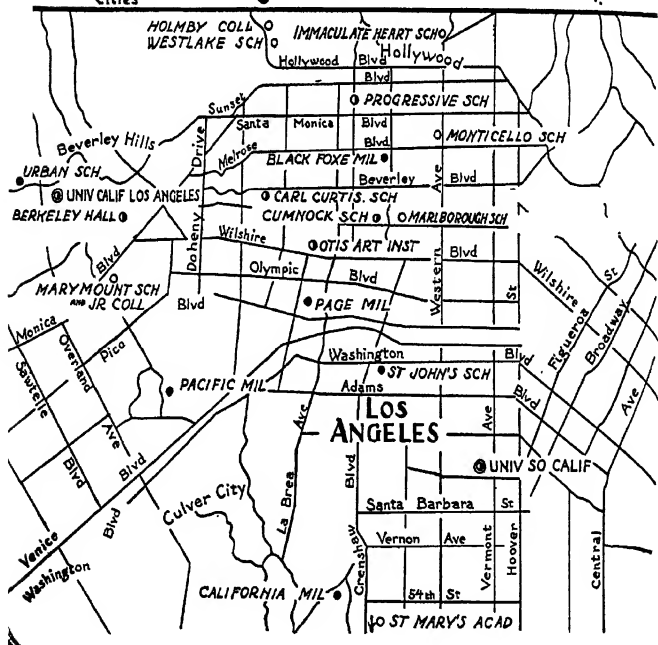 Cities
HOLMBY COLL
WESTLAKE SCH
IMMACULATE HEART SCH
Hollywood
Hollywood Blvd
Blvd
Sunset
PROGRESSIVE SCH
Santa Monica Blvd
Beverley Hills
Drive
Melrose
MONTICELLO SCH
BLACK FOXE MIL
Blvd
URBAN SCH
Beverley Blvd
Ave
UNIV CALIF LOS ANGELES
CARL CURTIS. SCH
BERKELEY HALL
CUMNOCK SCH
MARLBOROUGH SCH
Doheny
Wilshire Blvd
OTIS ART INST
Blvd
Olympic Blvd
Western
Wilshire
St
MARYMOUNT SCH
AND JR COLL
Blvd
PAGE MIL
St
Figueroa
Broadway
Monica
Overland
Pico
Sawtelle
Washington Blvd
ST JOHN'S SCH
PACIFIC MIL
Adams Blvd
Ave
LOS
ANGELES
Ave
Ave
Ave
Blvd
Blvd
Blvd
UNIV SO CALIF
Culver City
La Brea
Blvd
Santa Barbara St
Venice
Washington
Crenshaw
Vernon Ave
Vermont
Hoover
Central
CALIFORNIA MIL
54th St
ST MARY'S ACAD